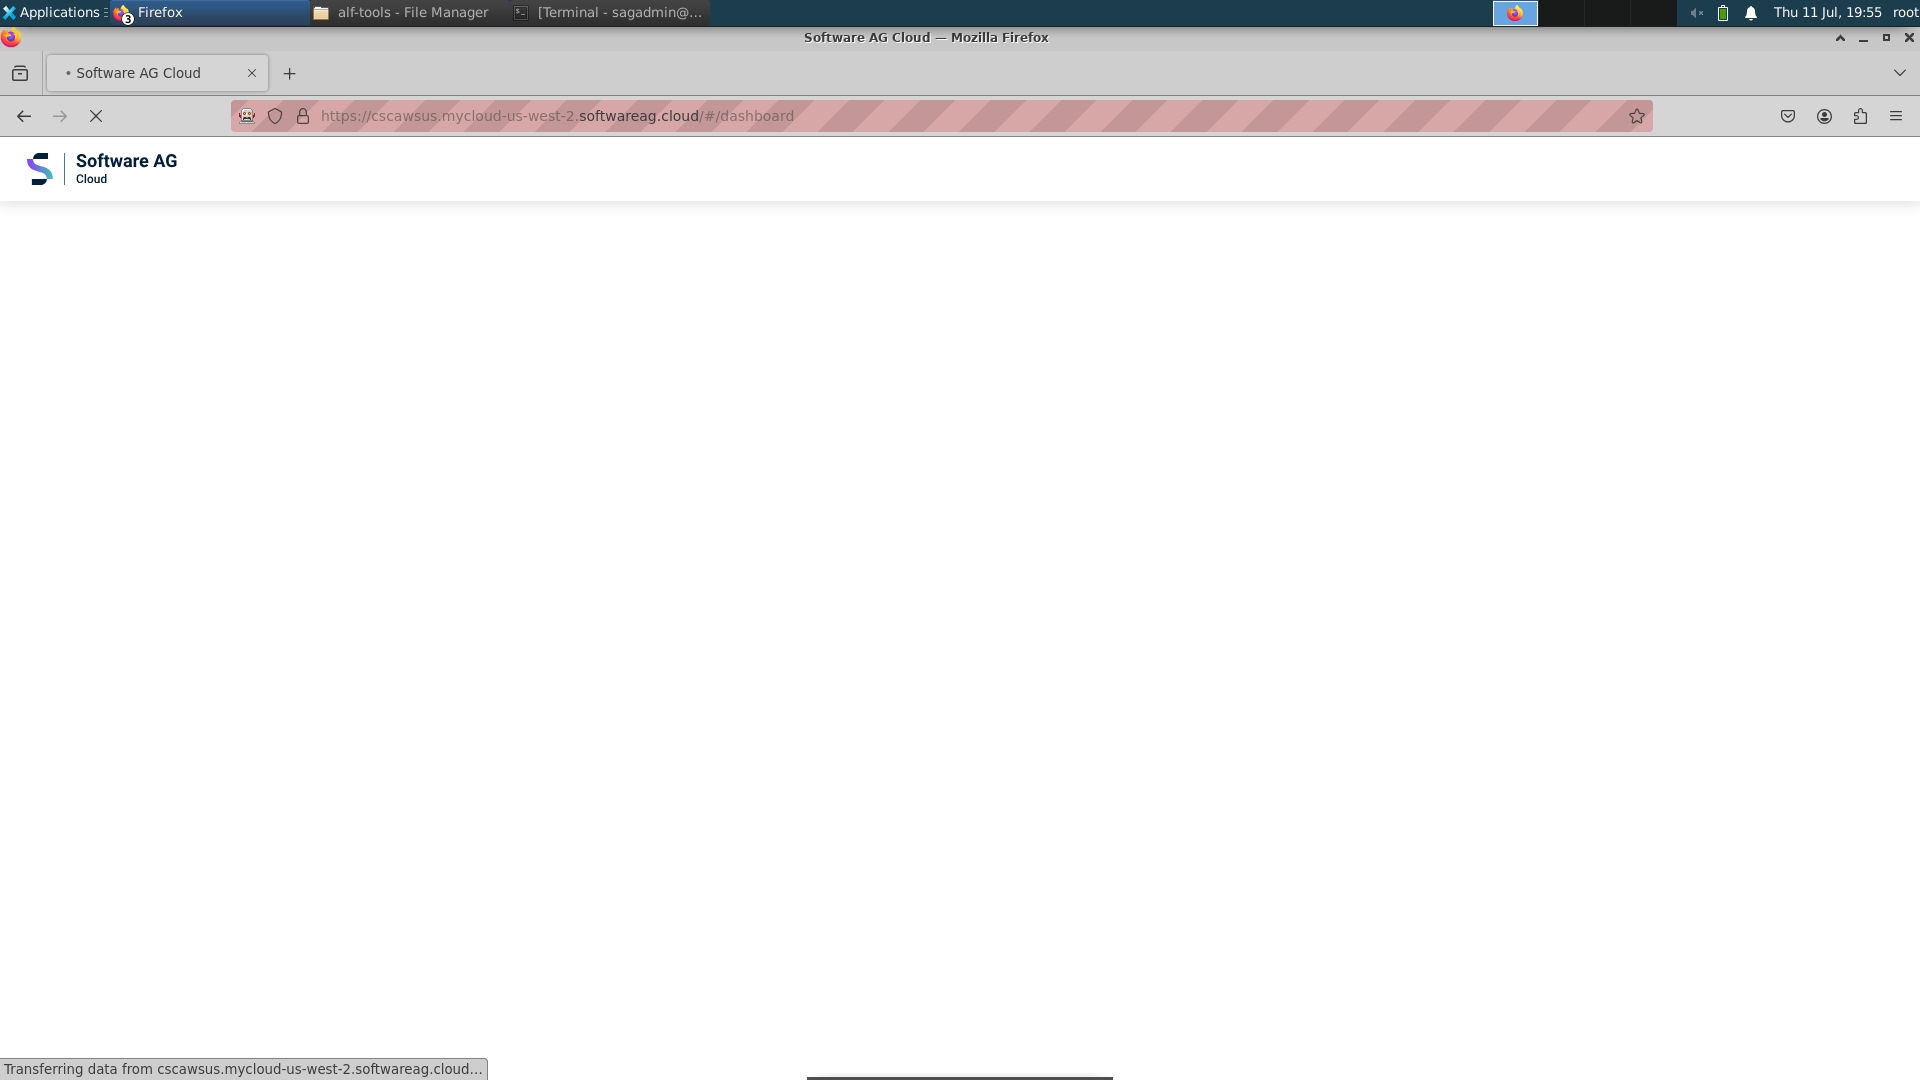 Applications
3
Firefox
alf-tools - File Manager
[Terminal - sagadmin@...
Thu 11 Jul, 19:55
root
Software AG Cloud — Mozilla Firefox
Software AG Cloud
https://cscawsus.mycloud-us-west-2.softwareag.cloud/#/dashboard
Software AG
Cloud
Transferring data from cscawsus.mycloud-us-west-2.softwareag.cloud…